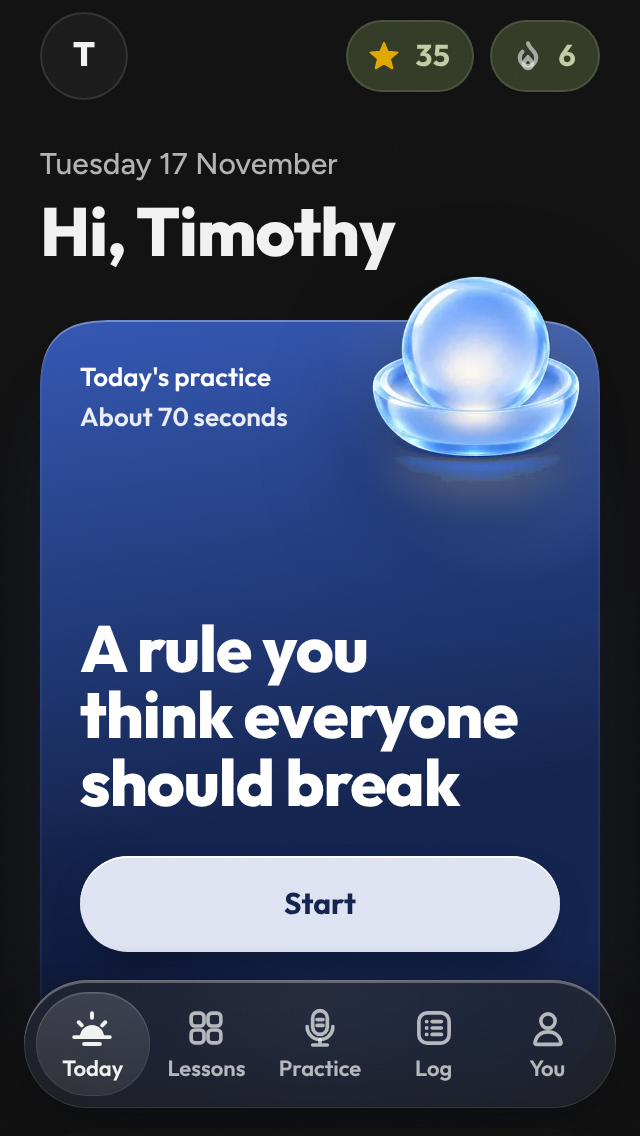 T
35
6
Tuesday 17 November
Hi, Timothy
Today's practice
About 70 seconds
A rule you
think everyone
should break
Start
Today
Lessons
Practice
Log
You